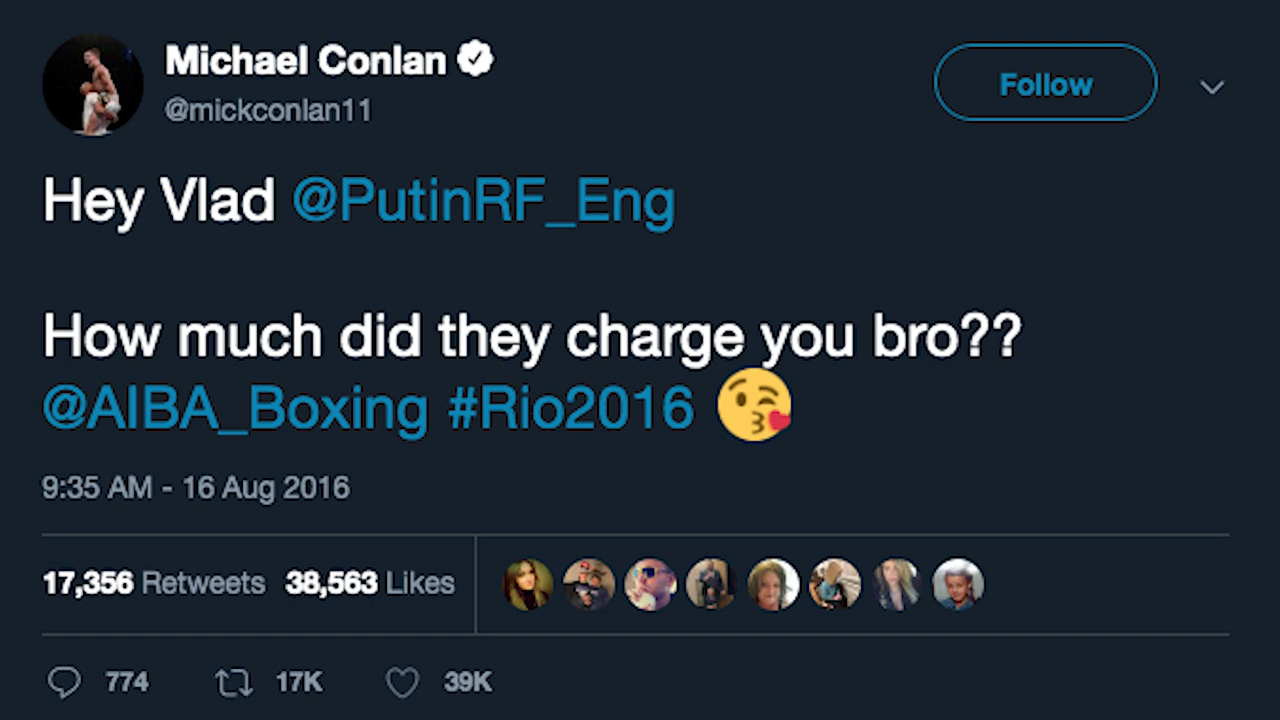 Michael Conlan
@mickconlan11
Follow
Hey Vlad @PutinRF_Eng
How much did they charge you bro??
@AIBA_Boxing #Rio2016 😘
9:35 AM - 16 Aug 2016
17,356 Retweets 38,563 Likes
774 17K 39K